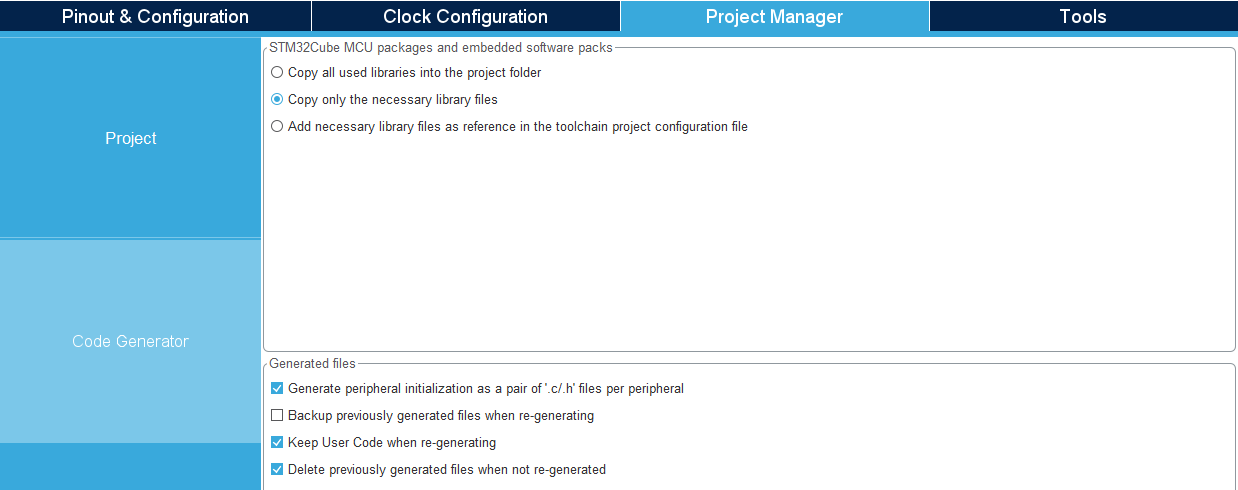 Pinout & Configuration
Clock Configuration
Project Manager
Tools
Project
Code Generator
STM32Cube MCU packages and embedded software packs
Copy all used libraries into the project folder
Copy only the necessary library files
Add necessary library files as reference in the toolchain project configuration file
Generated files
Generate peripheral initialization as a pair of '.c/.h' files per peripheral
Backup previously generated files when re-generating
Keep User Code when re-generating
Delete previously generated files when not re-generated